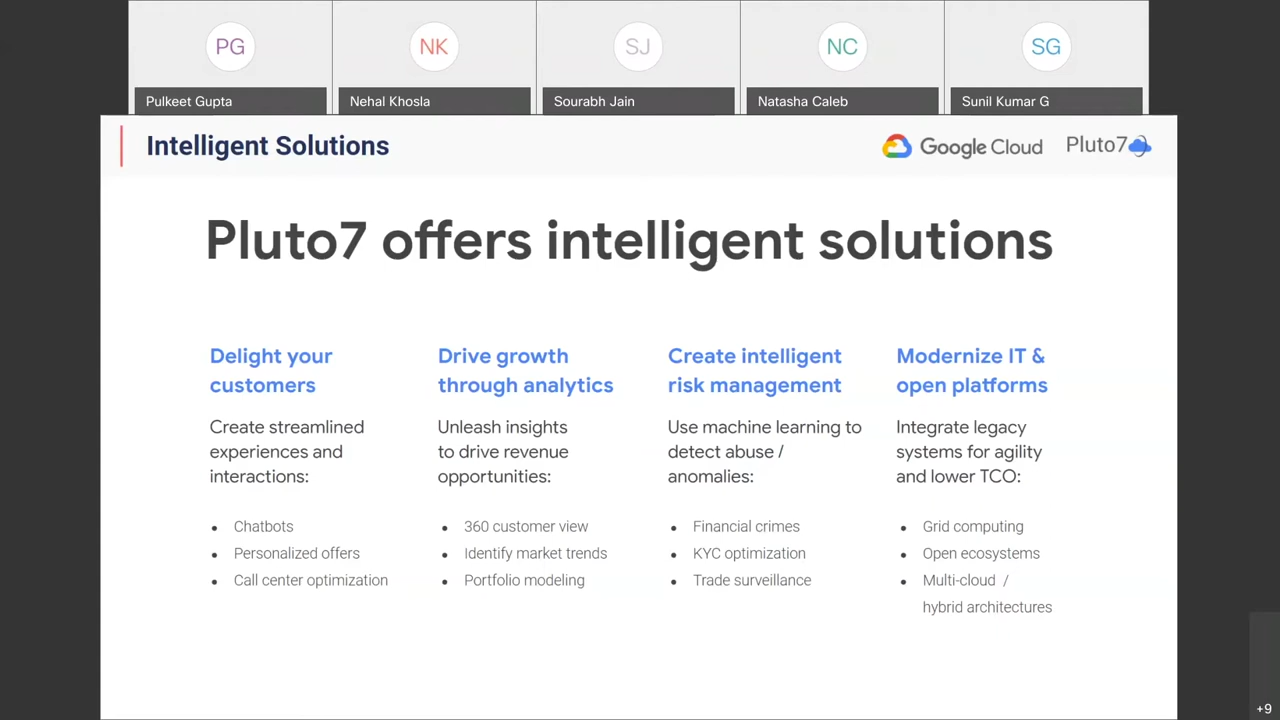 PG
NK
SJ
NC
SG
Pulkeet Gupta
Nehal Khosla
Sourabh Jain
Natasha Caleb
Sunil Kumar G
Intelligent Solutions
Google Cloud
Pluto7
Pluto7 offers intelligent solutions
Delight your
customers
Create streamlined
experiences and
interactions:
• Chatbots
• Personalized offers
• Call center optimization
Drive growth
through analytics
Unleash insights
to drive revenue
opportunities:
• 360 customer view
• Identify market trends
• Portfolio modeling
Create intelligent
risk management
Use machine learning to
detect abuse /
anomalies:
• Financial crimes
• KYC optimization
• Trade surveillance
Modernize IT &
open platforms
Integrate legacy
systems for agility
and lower TCO:
• Grid computing
• Open ecosystems
• Multi-cloud /
hybrid architectures
+9